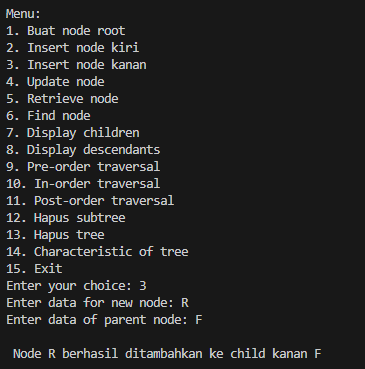 Menu:
1. Buat node root
2. Insert node kiri
3. Insert node kanan
4. Update node
5. Retrieve node
6. Find node
7. Display children
8. Display descendants
9. Pre-order traversal
10. In-order traversal
11. Post-order traversal
12. Hapus subtree
13. Hapus tree
14. Characteristic of tree
15. Exit
Enter your choice: 3
Enter data for new node: R
Enter data of parent node: F
Node R berhasil ditambahkan ke child kanan F